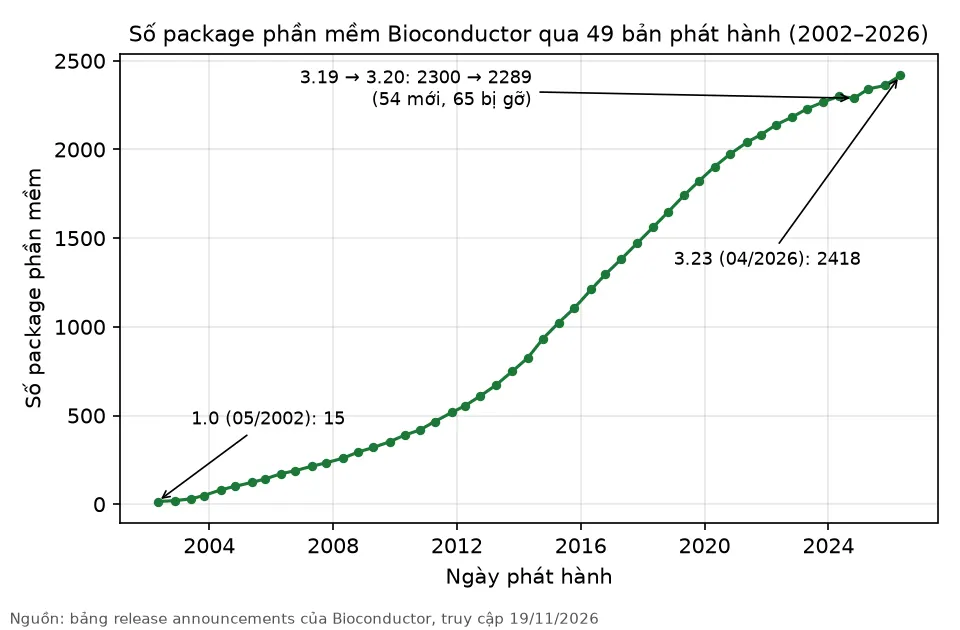 Số package phần mềm Bioconductor qua 49 bản phát hành (2002–2026)
2500
2000
1500
1000
500
0
Số package phần mềm
3.19 → 3.20: 2300 → 2289
(54 mới, 65 bị gỡ)
3.23 (04/2026): 2418
1.0 (05/2002): 15
2004
2008
2012
2016
2020
2024
Ngày phát hành
Nguồn: bảng release announcements của Bioconductor, truy cập 19/11/2026